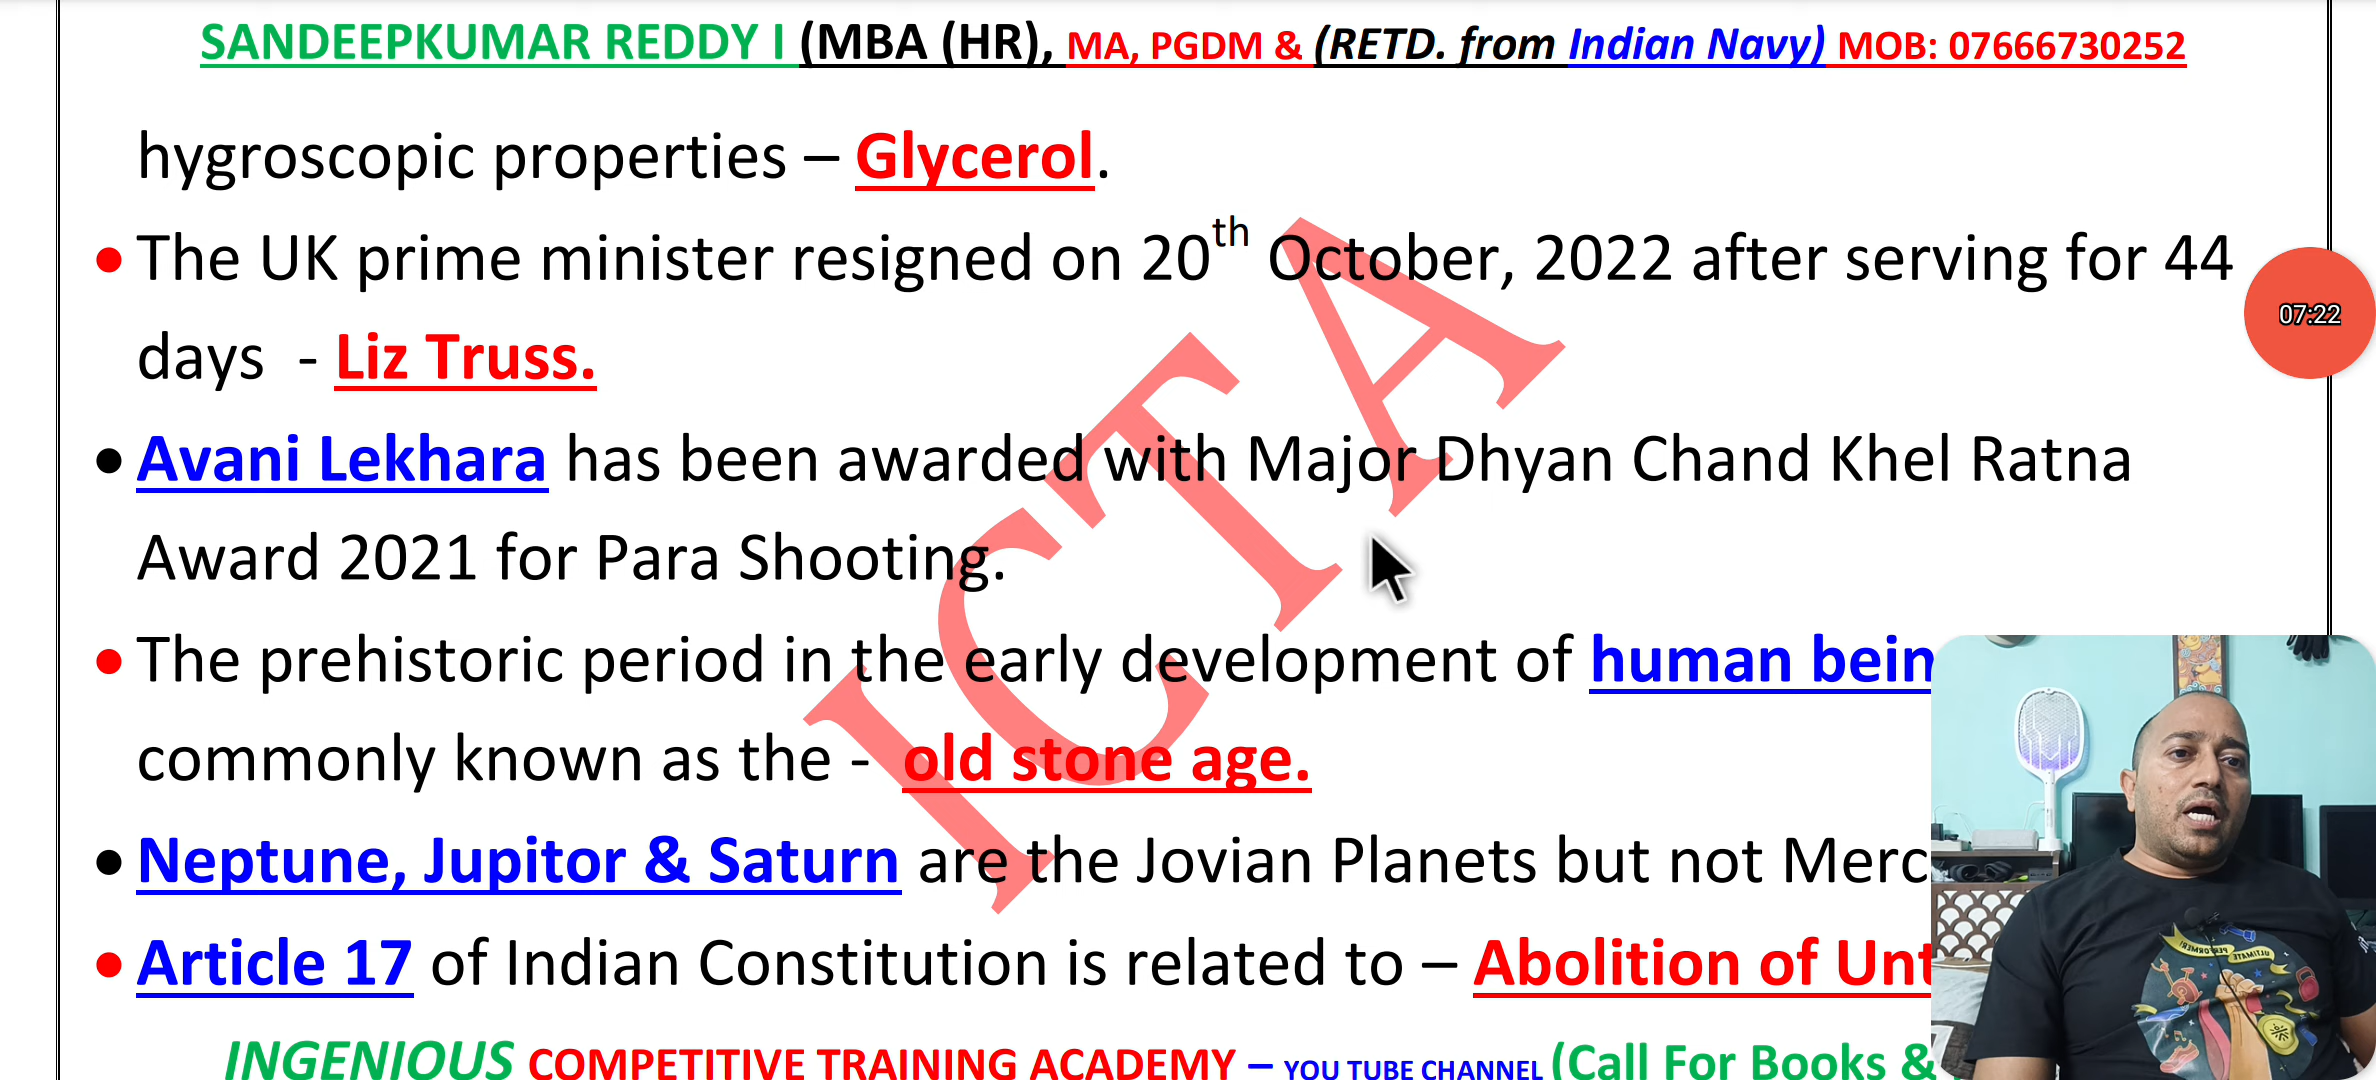 SANDEEPKUMAR REDDY I (MBA (HR), MA, PGDM & (RETD. from Indian Navy) MOB: 07666730252
hygroscopic properties – Glycerol.
• The UK prime minister resigned on 20th October, 2022 after serving for 44
days - Liz Truss.
07:22
• Avani Lekhara has been awarded with Major Dhyan Chand Khel Ratna
Award 2021 for Para Shooting.
• The prehistoric period in the early development of human bein
commonly known as the - old stone age.
• Neptune, Jupitor & Saturn are the Jovian Planets but not Merc
• Article 17 of Indian Constitution is related to – Abolition of Unt
INGENIOUS COMPETITIVE TRAINING ACADEMY – YOU TUBE CHANNEL (Call For Books &
ICTA